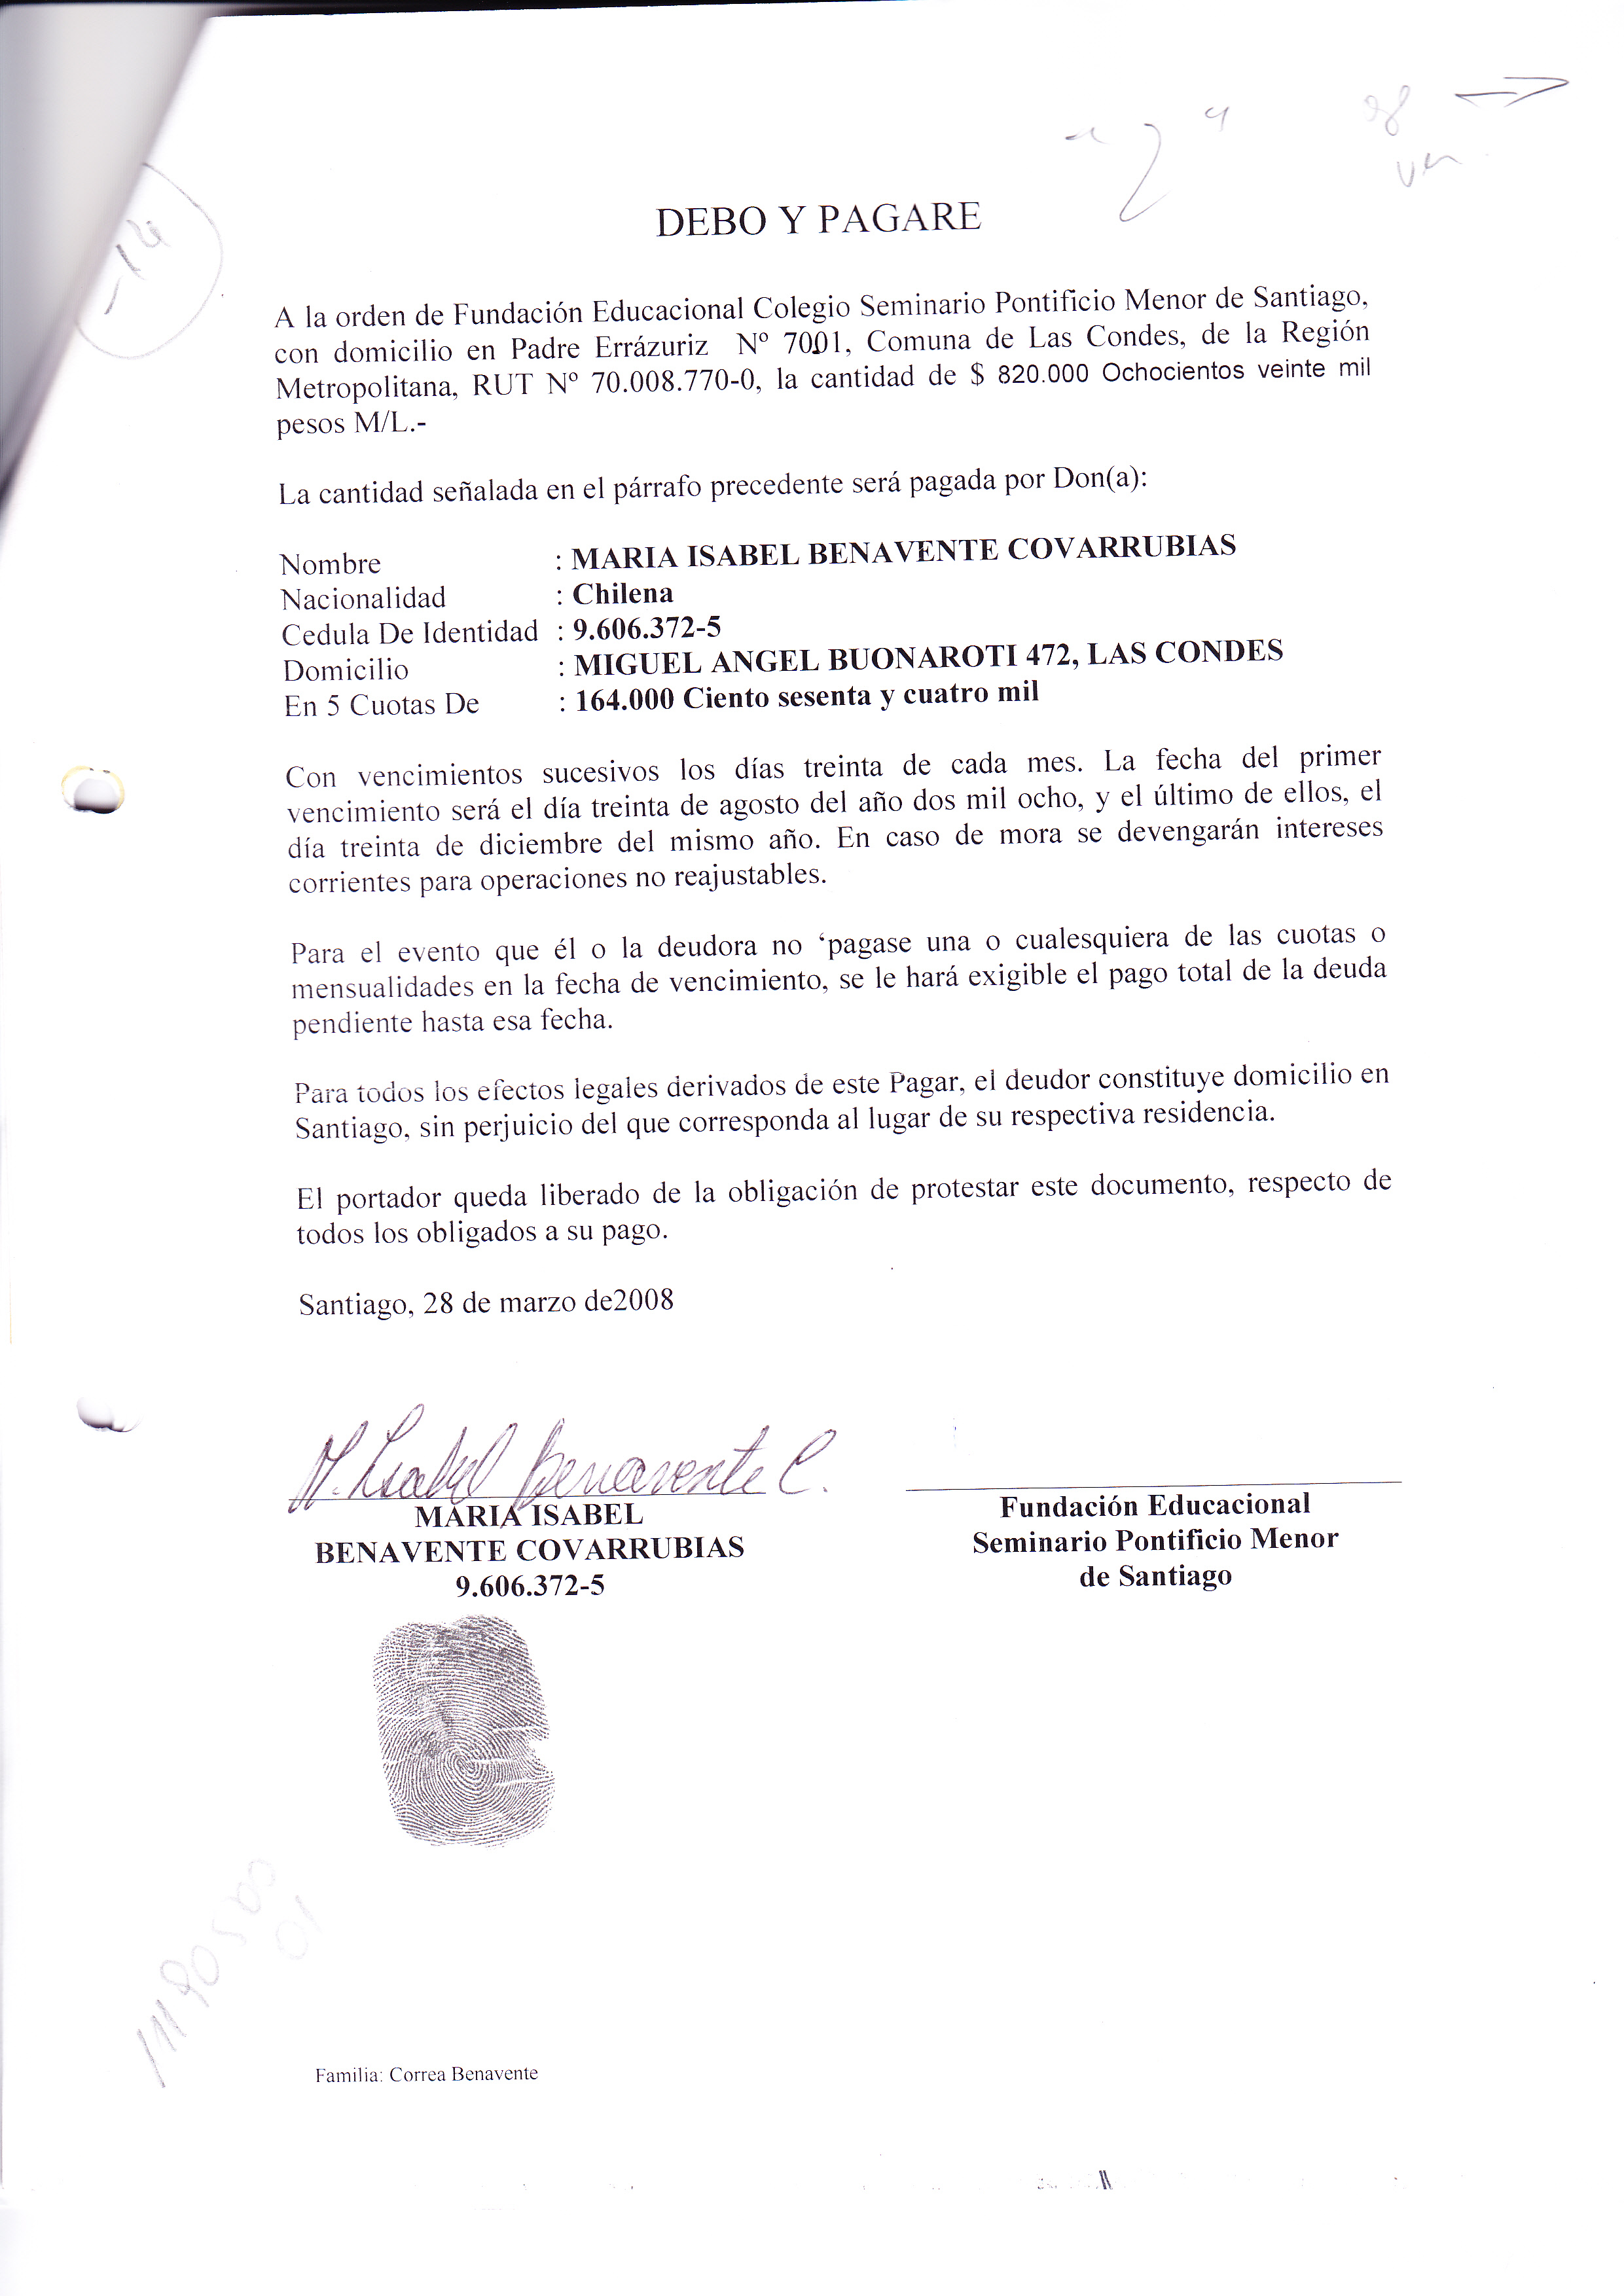 DEBO Y PAGARE
A la orden de Fundación Educacional Colegio Seminario Pontificio Menor de Santiago,
con domicilio en Padre Errázuriz Nº 7001, Comuna de Las Condes, de la Región
Metropolitana, RUT Nº 70.008.770-0, la cantidad de $ 820.000 Ochocientos veinte mil
pesos M/L.-
La cantidad señalada en el párrafo precedente será pagada por Don(a):
Nombre : MARIA ISABEL BENAVENTE COVARRUBIAS
Nacionalidad : Chilena
Cedula De Identidad : 9.606.372-5
Domicilio : MIGUEL ANGEL BUONAROTI 472, LAS CONDES
En 5 Cuotas De : 164.000 Ciento sesenta y cuatro mil
Con vencimientos sucesivos los días treinta de cada mes. La fecha del primer
vencimiento será el día treinta de agosto del año dos mil ocho, y el último de ellos, el
día treinta de diciembre del mismo año. En caso de mora se devengarán intereses
corrientes para operaciones no reajustables.
Para el evento que él o la deudora no ‘pagase una o cualesquiera de las cuotas o
mensualidades en la fecha de vencimiento, se le hará exigible el pago total de la deuda
pendiente hasta esa fecha.
Para todos los efectos legales derivados de este Pagar, el deudor constituye domicilio en
Santiago, sin perjuicio del que corresponda al lugar de su respectiva residencia.
El portador queda liberado de la obligación de protestar este documento, respecto de
todos los obligados a su pago.
Santiago, 28 de marzo de2008
M. Isabel Benavente C.
MARIA ISABEL
BENAVENTE COVARRUBIAS
9.606.372-5
Fundación Educacional
Seminario Pontificio Menor
de Santiago
Familia: Correa Benavente